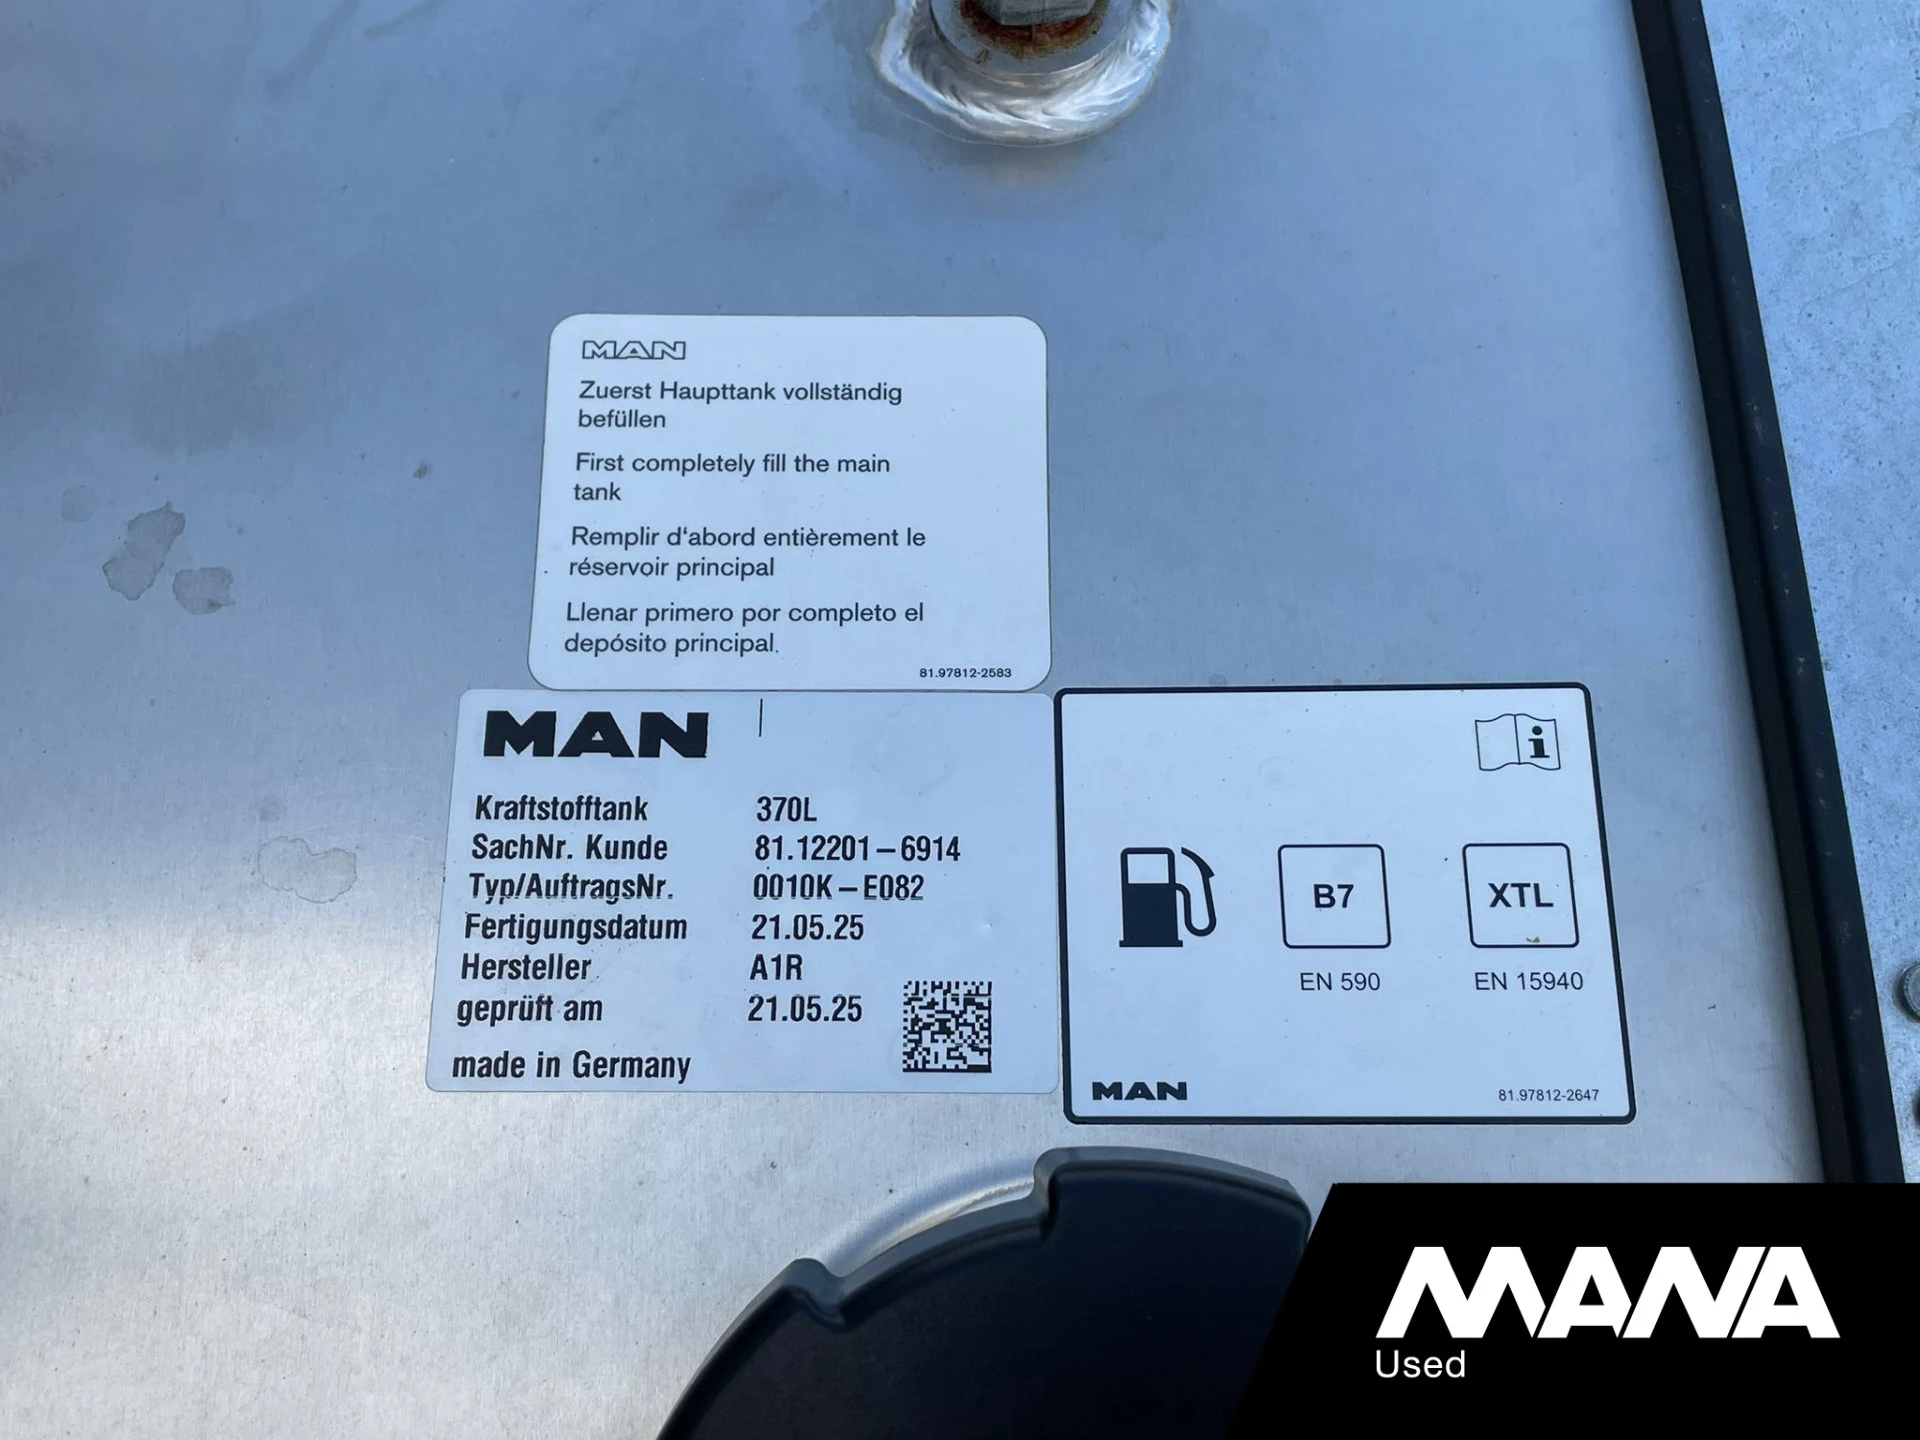 MAN
Zuerst Haupttank vollständig
befüllen
First completely fill the main
tank
Remplir d'abord entièrement le
réservoir principal
Llenar primero por completo el
depósito principal.
81.97812-2583
MAN
Kraftstofftank 370L
SachNr. Kunde 81.12201-6914
Typ/AuftragsNr. 0010K-E082
Fertigungsdatum 21.05.25
Hersteller A1R
geprüft am 21.05.25
made in Germany
i
B7
XTL
EN 590
EN 15940
MAN
81.97812-2647
MANA
Used